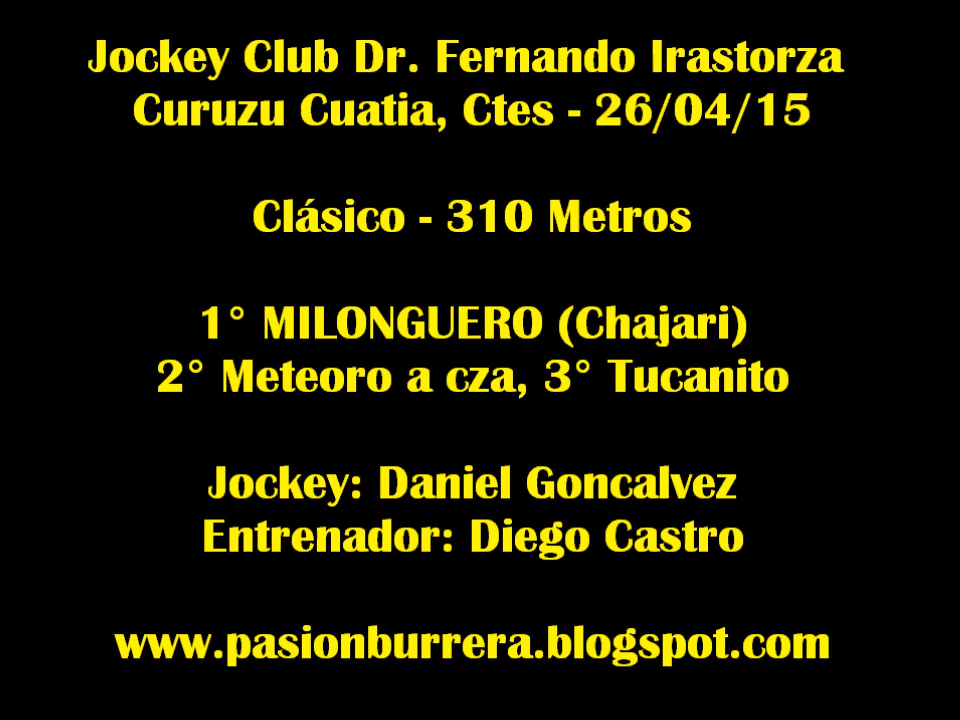 Jockey Club Dr. Fernando Irastorza
Curuzu Cuatia, Ctes - 26/04/15
Clásico - 310 Metros
1° MILONGUERO (Chajari)
2° Meteoro a cza, 3° Tucanito
Jockey: Daniel Goncalvez
Entrenador: Diego Castro
www.pasionburrera.blogspot.com